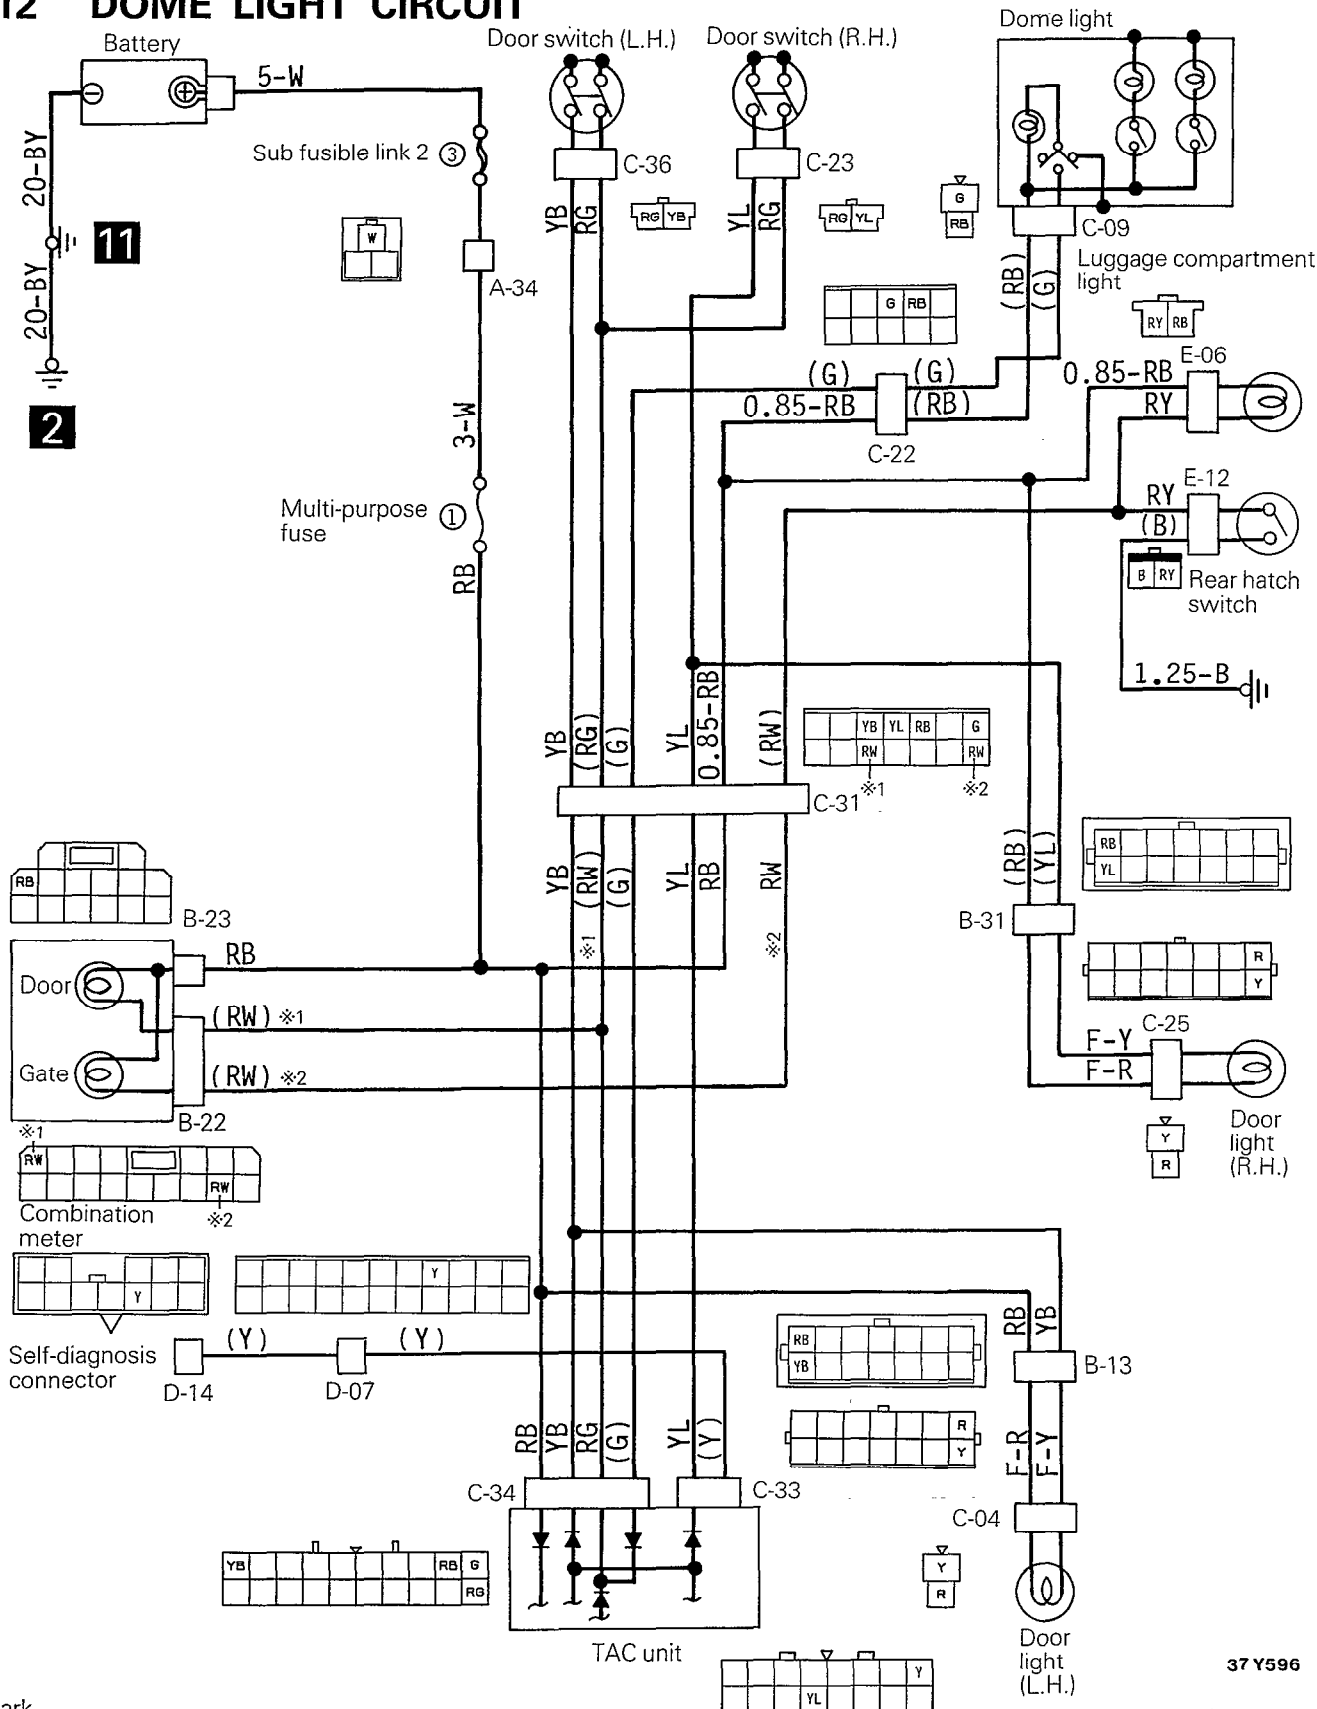 12 DOME LIGHT CIRCUIT
Battery
5-W
20-BY
20-BY
11
2
Sub fusible link 2 ③
W
A-34
3-W
Multi-purpose fuse ①
RB
Door switch (L.H.)
C-36
YB
RG
RG YB
Door switch (R.H.)
C-23
YL
RG
RG YL
Dome light
G
RB
C-09
(RB)
(G)
Luggage compartment
light
RY RB
E-06
G RB
(G)
(G)
0.85-RB
(RB)
C-22
0.85-RB
RY
E-12
RY
(B)
B RY
Rear hatch
switch
1.25-B
YB
(RG)
(G)
YL
0.85-RB
(RW)
YB YL RB G
RW RW
C-31
※1
※2
YB
(RW)
(G)
YL
RB
RW
※1
※2
(RB)
(YL)
RB
YL
B-31
R
Y
C-25
F-Y
F-R
Y
R
Door
light
(R.H.)
RB
B-23
RB
Door
(RW) ※1
Gate
(RW) ※2
B-22
※1
RW
RW
※2
Combination
meter
Y
Y
Self-diagnosis
connector
D-14
(Y)
D-07
(Y)
RB
YB
RB
YB
B-13
R
Y
F-R
F-Y
C-04
Y
R
Door
light
(L.H.)
RB
YB
RG
(G)
YL
(Y)
C-34
C-33
YB RB G
RG
TAC unit
Y
YL
37Y596
ark